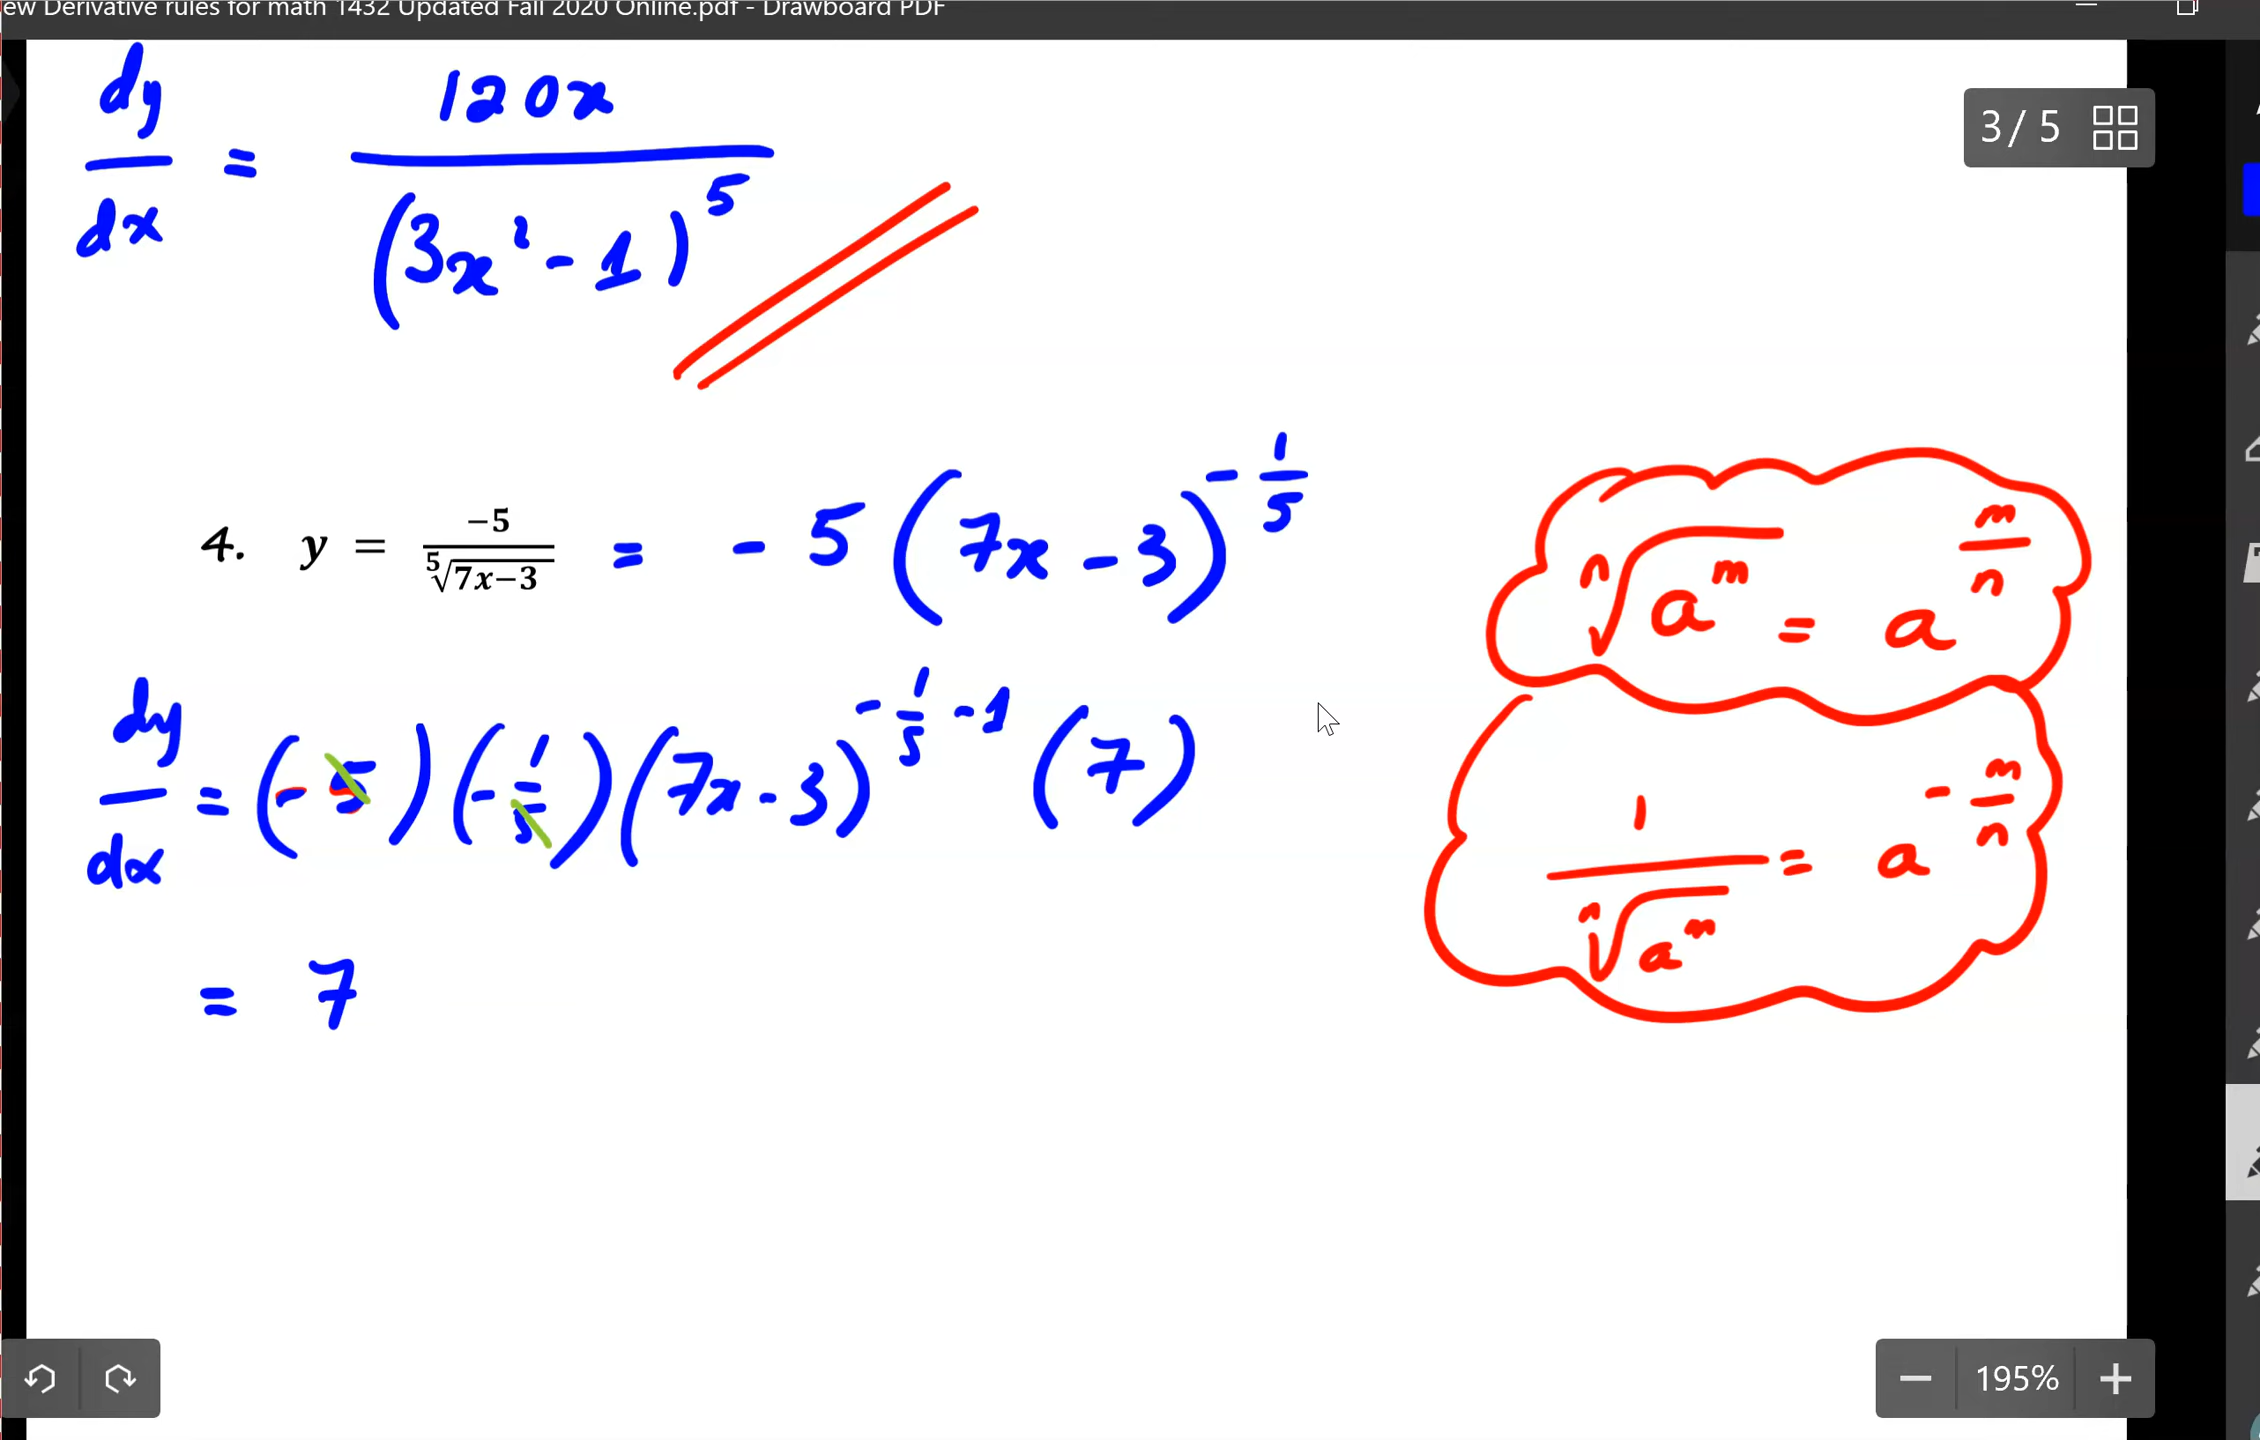 ew Derivative rules for math 1432 Updated Fall 2020 Online.pdf - Drawboard PDF
3 / 5
dy/dx = 120x/(3x² - 1)⁵
4. y = −5/⁵√(7x−3) = - 5 (7x - 3)^(-1/5)
ⁿ√(a^m) = a^(m/n)
dy/dx = (- 5)(-1/5)(7x - 3)^(-1/5 - 1) (7)
1/ⁿ√(a^m) = a^(-m/n)
= 7
195%